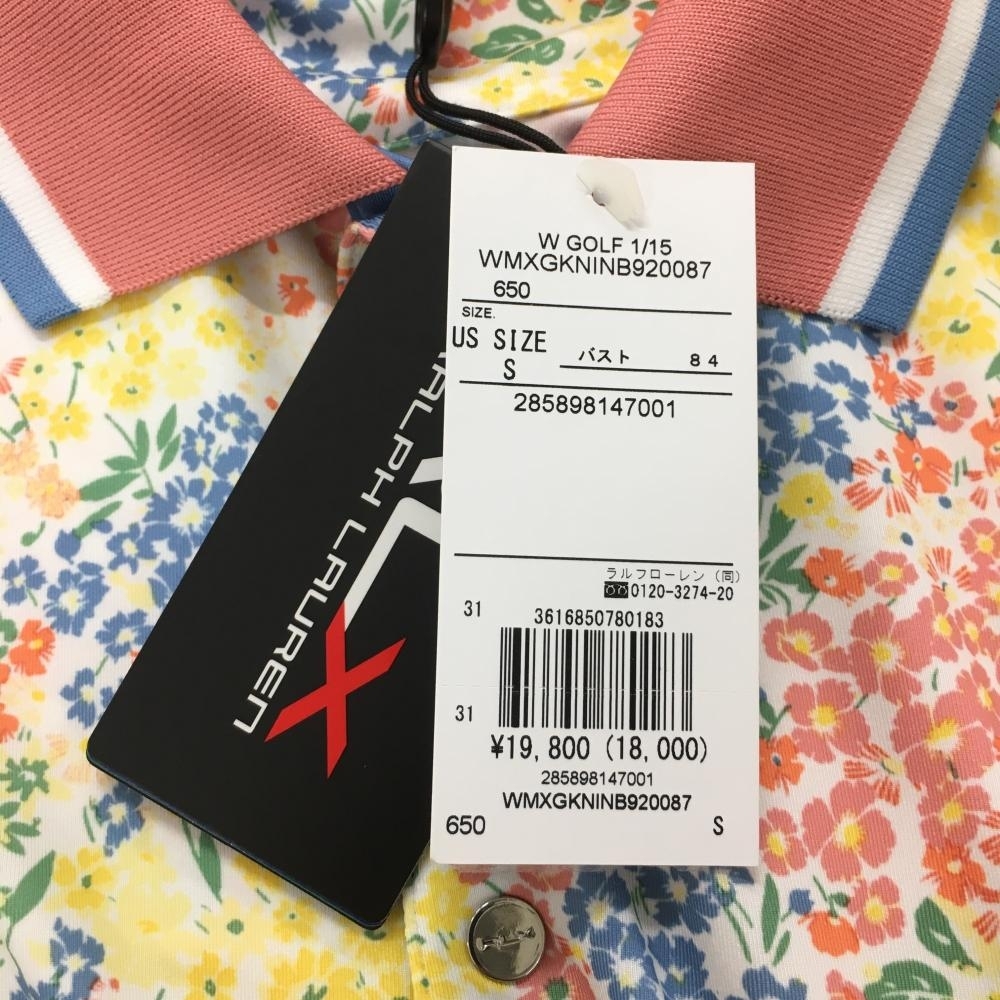 W GOLF 1/15
WMXGKNINB920087
650
SIZE.
US SIZE
S
バスト 84
285898147001
ラルフローレン (同)
0120-3274-20
31
3616850780183
31
¥19,800 (18,000)
285898147001
WMXGKNINB920087
650 S
RALPH LAUREN
LX